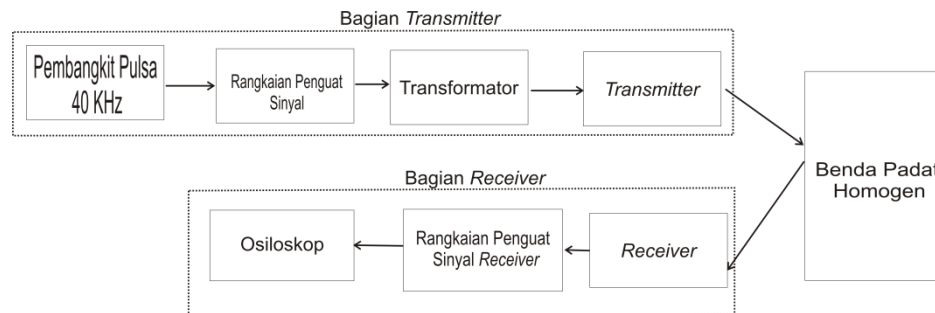 Bagian Transmitter
Pembangkit Pulsa
40 KHz
Rangkaian Penguat
Sinyal
Transformator
Transmitter
Benda Padat
Homogen
Bagian Receiver
Osiloskop
Rangkaian Penguat
Sinyal Receiver
Receiver